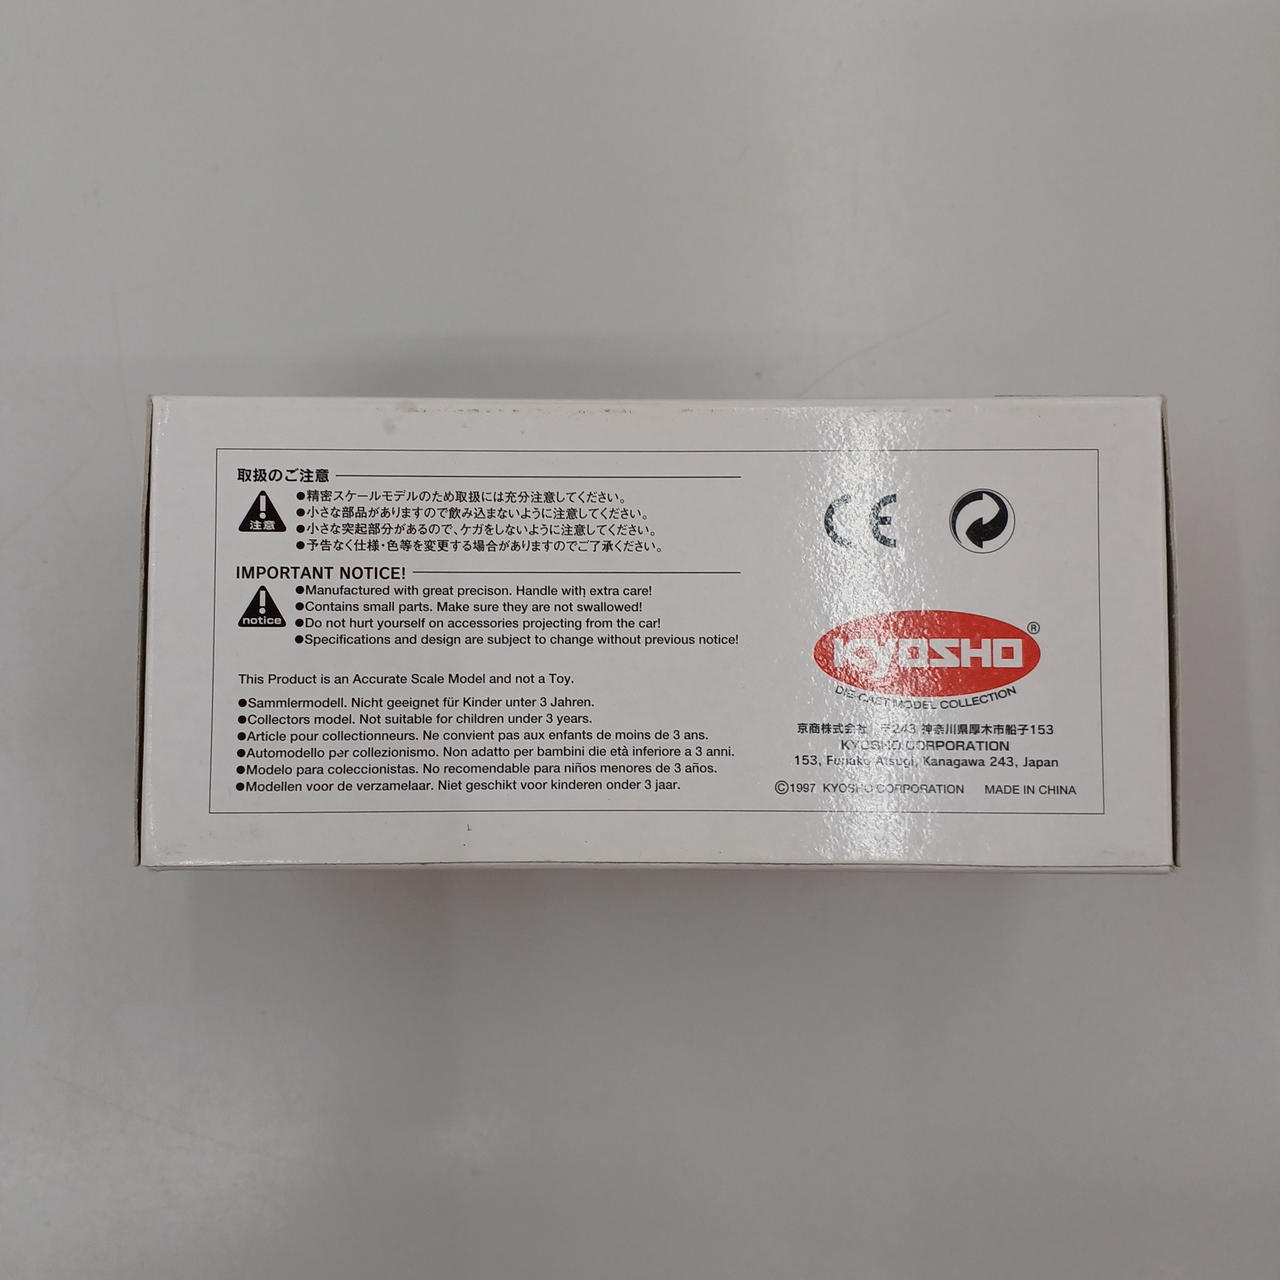 取扱のご注意
注意
●精密スケールモデルのため取扱には充分注意してください。
●小さな部品がありますので飲み込まないように注意してください。
●小さな突起部分があるので、ケガをしないように注意してください。
●予告なく仕様・色等を変更する場合がありますのでご了承ください。
IMPORTANT NOTICE!
notice
●Manufactured with great precison. Handle with extra care!
●Contains small parts. Make sure they are not swallowed!
●Do not hurt yourself on accessories projecting from the car!
●Specifications and design are subject to change without previous notice!
This Product is an Accurate Scale Model and not a Toy.
●Sammlermodell. Nicht geeignet für Kinder unter 3 Jahren.
●Collectors model. Not suitable for children under 3 years.
●Article pour collectionneurs. Ne convient pas aux enfants de moins de 3 ans.
●Automodello per collezionismo. Non adatto per bambini die età inferiore a 3 anni.
●Modelo para coleccionistas. No recomendable para niños menores de 3 años.
●Modellen voor de verzamelaar. Niet geschikt voor kinderen onder 3 jaar.
CE
KYOSHO ®
DIE-CAST MODEL COLLECTION
京商株式会社 〒243 神奈川県厚木市船子153
KYOSHO CORPORATION
153, Funako Atsugi, Kanagawa 243, Japan
©1997 KYOSHO CORPORATION MADE IN CHINA